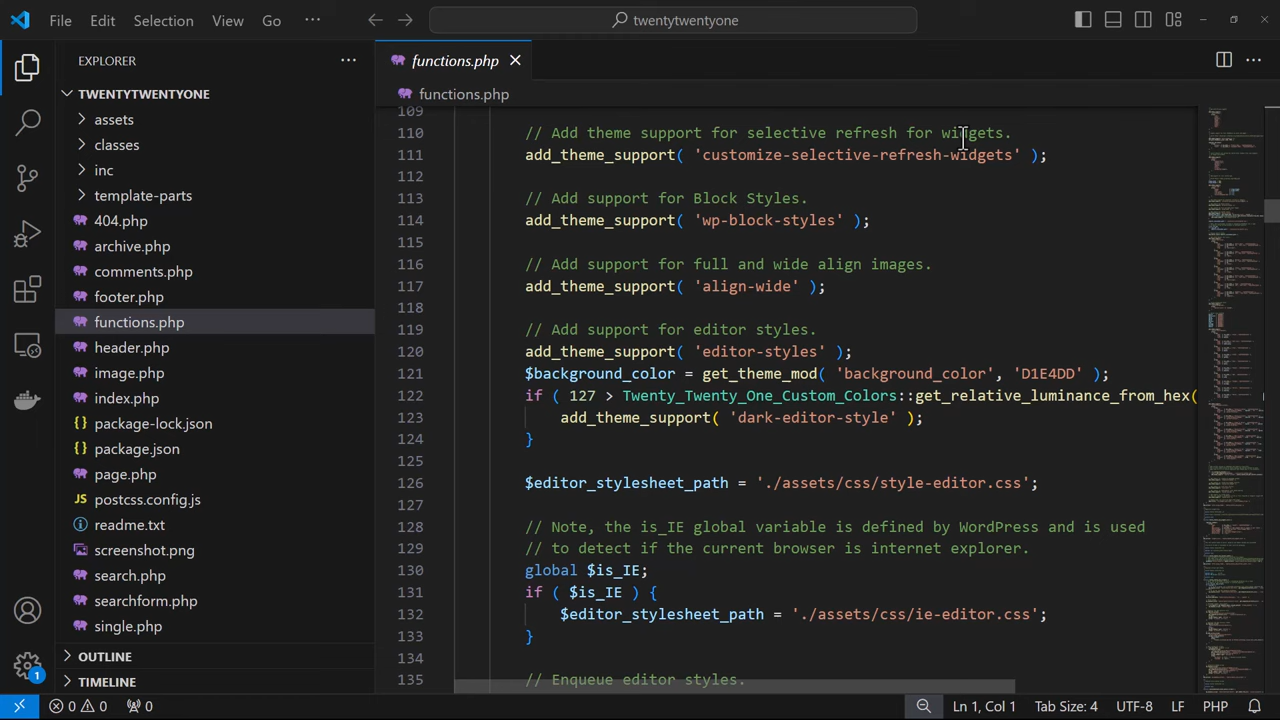 File Edit Selection View Go ··· twentytwentyone
EXPLORER ···
TWENTYTWENTYONE
assets
classes
inc
template-parts
404.php
archive.php
comments.php
footer.php
functions.php
header.php
image.php
index.php
package-lock.json
package.json
page.php
postcss.config.js
readme.txt
screenshot.png
search.php
searchform.php
single.php
OUTLINE
TIMELINE
1
functions.php
functions.php
109
110 // Add theme support for selective refresh for widgets.
111 add_theme_support( 'customize-selective-refresh-widgets' );
112
113 // Add support for Block Styles.
114 add_theme_support( 'wp-block-styles' );
115
116 // Add support for full and wide align images.
117 add_theme_support( 'align-wide' );
118
119 // Add support for editor styles.
120 add_theme_support( 'editor-styles' );
121 $background_color = get_theme_mod( 'background_color', 'D1E4DD' );
122 if ( 127 > Twenty_Twenty_One_Custom_Colors::get_relative_luminance_from_hex(
123 add_theme_support( 'dark-editor-style' );
124 }
125
126 $editor_stylesheet_path = './assets/css/style-editor.css';
127
128 // Note, the is_IE global variable is defined by WordPress and is used
129 // to detect if the current browser is internet explorer.
130 global $is_IE;
131 if ( $is_IE ) {
132 $editor_stylesheet_path = './assets/css/ie-editor.css';
133 }
134
135 // Enqueue editor styles.
0 0 0 Ln 1, Col 1 Tab Size: 4 UTF-8 LF PHP